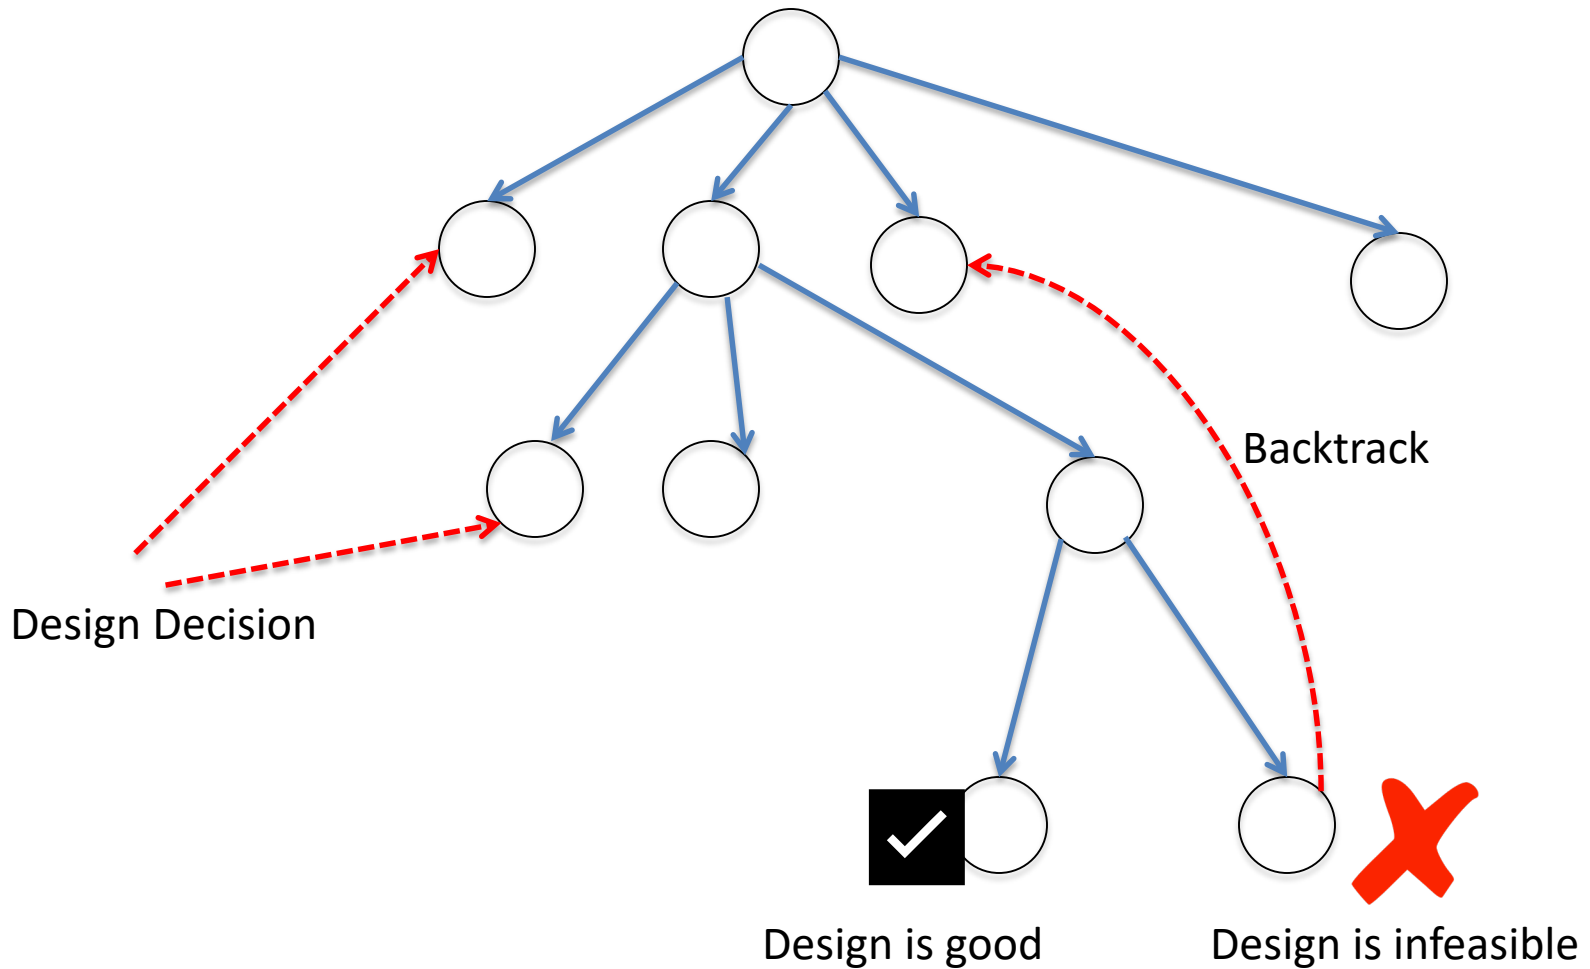 Backtrack
Design Decision
Design is good
Design is infeasible